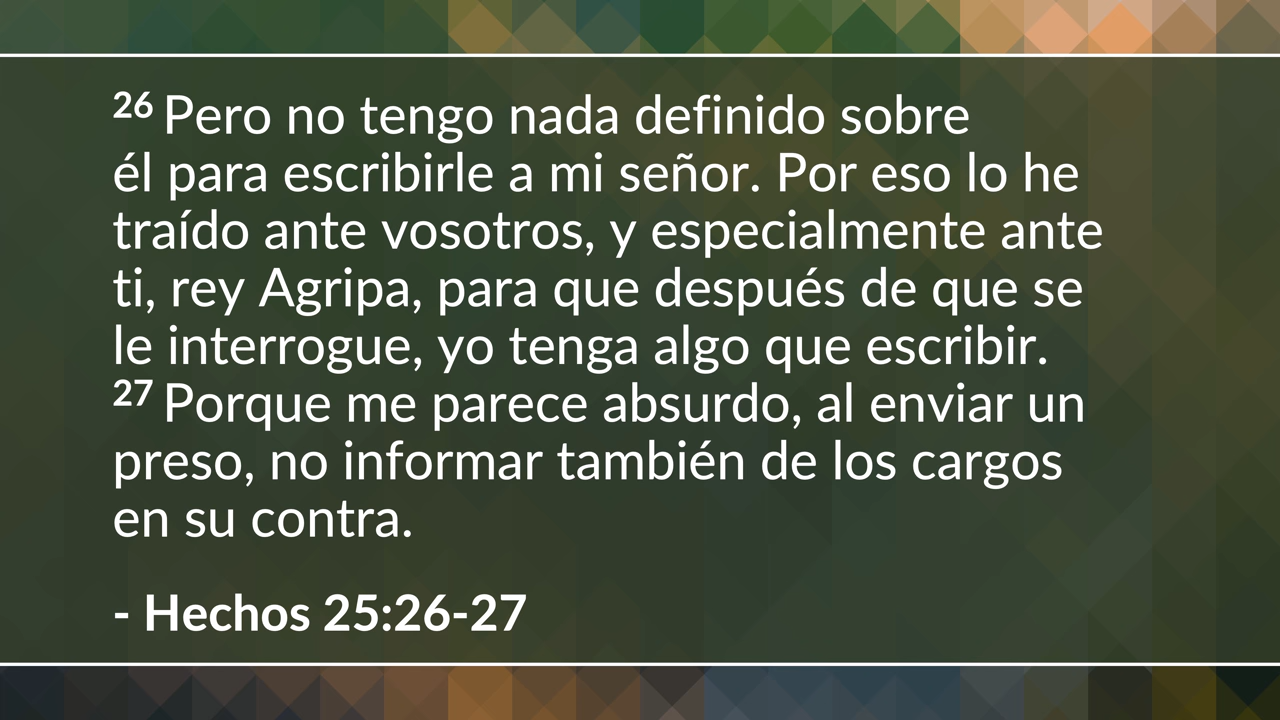 26 Pero no tengo nada definido sobre
él para escribirle a mi señor. Por eso lo he
traído ante vosotros, y especialmente ante
ti, rey Agripa, para que después de que se
le interrogue, yo tenga algo que escribir.
27 Porque me parece absurdo, al enviar un
preso, no informar también de los cargos
en su contra.
- Hechos 25:26-27